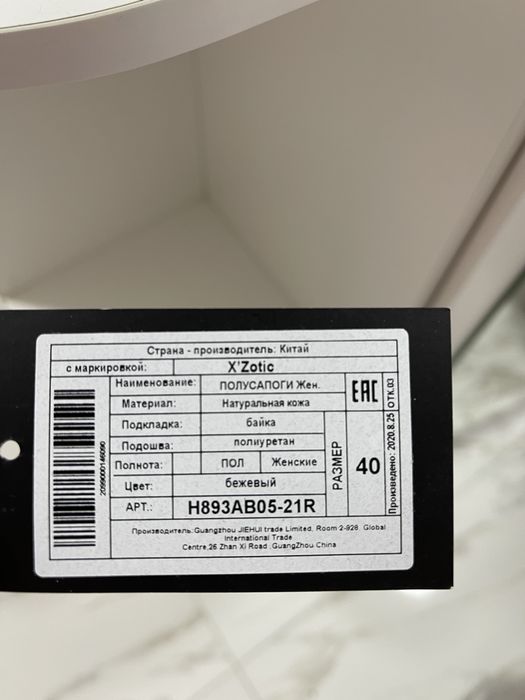 Страна - производитель: Китай
с маркировкой: X'Zotic
Наименование: ПОЛУСАПОГИ Жен.
Материал: Натуральная кожа
Подкладка: байка
Подошва: полиуретан
Полнота: ПОЛ Женские
Цвет: бежевый
АРТ.: H893AB05-21R
РАЗМЕР
40
EAC
Произведено: 2020.8.25 ОТК.03
Производитель:Guangzhou JIEHUI trade Limited, Room 2-928, Global
International Trade
Centre,26 Zhan Xi Road ,GuangZhou China